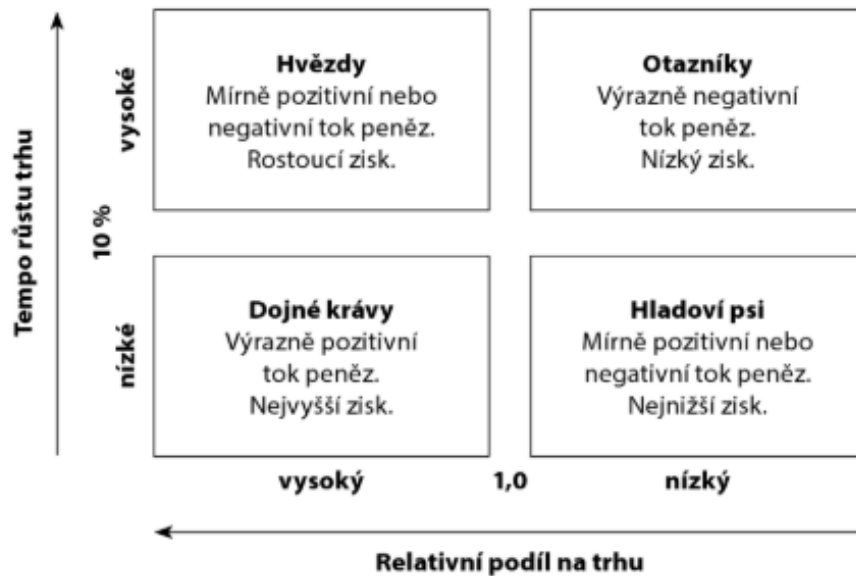 Tempo růstu trhu
vysoké
10 %
nízké
Hvězdy
Mírně pozitivní nebo
negativní tok peněz.
Rostoucí zisk.
Otazníky
Výrazně negativní
tok peněz.
Nízký zisk.
Dojné krávy
Výrazně pozitivní
tok peněz.
Nejvyšší zisk.
Hladoví psi
Mírně pozitivní nebo
negativní tok peněz.
Nejnižší zisk.
vysoký
1,0
nízký
Relativní podíl na trhu